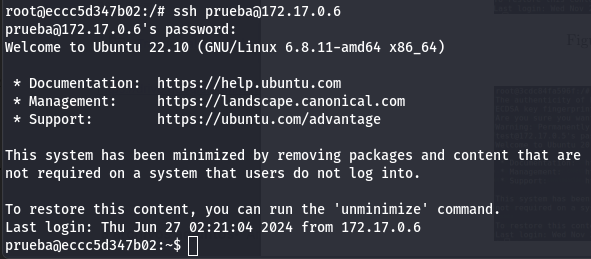 root@eccc5d347b02:/# ssh prueba@172.17.0.6
prueba@172.17.0.6's password:
Welcome to Ubuntu 22.10 (GNU/Linux 6.8.11-amd64 x86_64)
* Documentation:  https://help.ubuntu.com
* Management:     https://landscape.canonical.com
* Support:        https://ubuntu.com/advantage
This system has been minimized by removing packages and content that are
not required on a system that users do not log into.
To restore this content, you can run the 'unminimize' command.
Last login: Thu Jun 27 02:21:04 2024 from 172.17.0.6
prueba@eccc5d347b02:~$